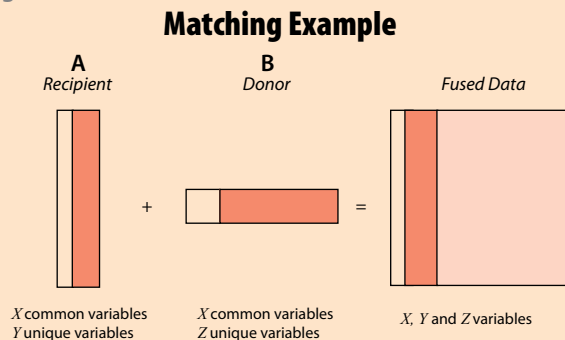 Matching Example
A
Recipient
B
Donor
Fused Data
+
=
X common variables
Y unique variables
X common variables
Z unique variables
X, Y and Z variables